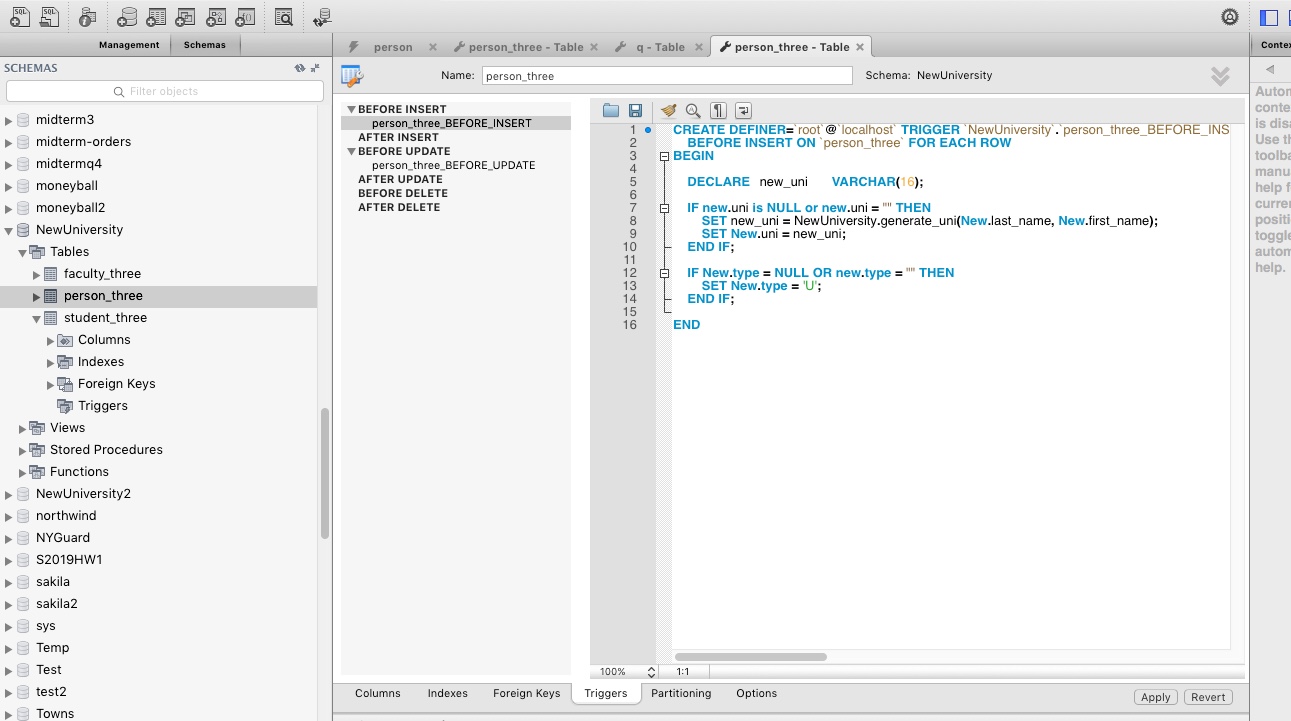 Management
Schemas
person
person_three - Table
q - Table
person_three - Table
Contex
SCHEMAS
Filter objects
midterm3
midterm-orders
midtermq4
moneyball
moneyball2
NewUniversity
Tables
faculty_three
person_three
student_three
Columns
Indexes
Foreign Keys
Triggers
Views
Stored Procedures
Functions
NewUniversity2
northwind
NYGuard
S2019HW1
sakila
sakila2
sys
Temp
Test
test2
Towns
Name: person_three Schema: NewUniversity
BEFORE INSERT
person_three_BEFORE_INSERT
AFTER INSERT
BEFORE UPDATE
person_three_BEFORE_UPDATE
AFTER UPDATE
BEFORE DELETE
AFTER DELETE
1 CREATE DEFINER=`root`@`localhost` TRIGGER `NewUniversity`.`person_three_BEFORE_INS
2 BEFORE INSERT ON `person_three` FOR EACH ROW
3 BEGIN
4
5 DECLARE new_uni VARCHAR(16);
6
7 IF new.uni is NULL or new.uni = "" THEN
8 SET new_uni = NewUniversity.generate_uni(New.last_name, New.first_name);
9 SET New.uni = new_uni;
10 END IF;
11
12 IF New.type = NULL OR new.type = "" THEN
13 SET New.type = 'U';
14 END IF;
15
16 END
100% 1:1
Columns
Indexes
Foreign Keys
Triggers
Partitioning
Options
Apply
Revert
Autom
conte
is disa
Use th
toolba
manu
help f
currer
positi
toggle
autom
help.